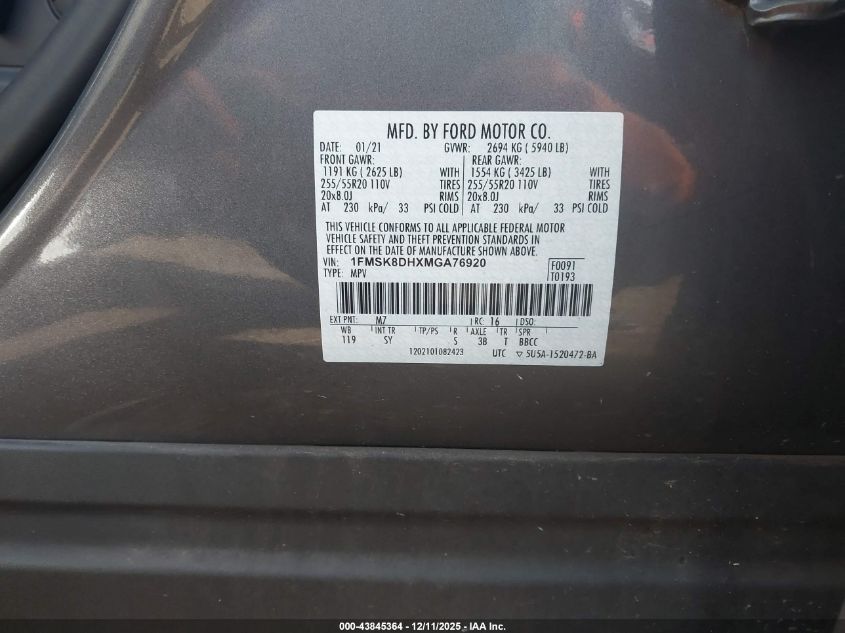 MFD. BY FORD MOTOR CO.
DATE: 01/21 GVWR: 2694 KG ( 5940 LB)
FRONT GAWR: REAR GAWR:
1191 KG ( 2625 LB) WITH 1554 KG ( 3425 LB) WITH
255/55R20 110V TIRES 255/55R20 110V TIRES
20x8.0J RIMS 20x8.0J RIMS
AT 230 kPa/ 33 PSI COLD AT 230 kPa/ 33 PSI COLD
THIS VEHICLE CONFORMS TO ALL APPLICABLE FEDERAL MOTOR
VEHICLE SAFETY AND THEFT PREVENTION STANDARDS IN
EFFECT ON THE DATE OF MANUFACTURE SHOWN ABOVE.
VIN: 1FMSK8DHXMGA76920 F0091
TYPE: MPV T0193
EXT PNT: M7 RC: 16 DSO:
WB INT TR TP/PS R AXLE TR SPR
119 SY S 3B T BBCC
1202101082423 UTC ▽ 5U5A-1520472-BA
000-43845364 - 12/11/2025 - IAA Inc.